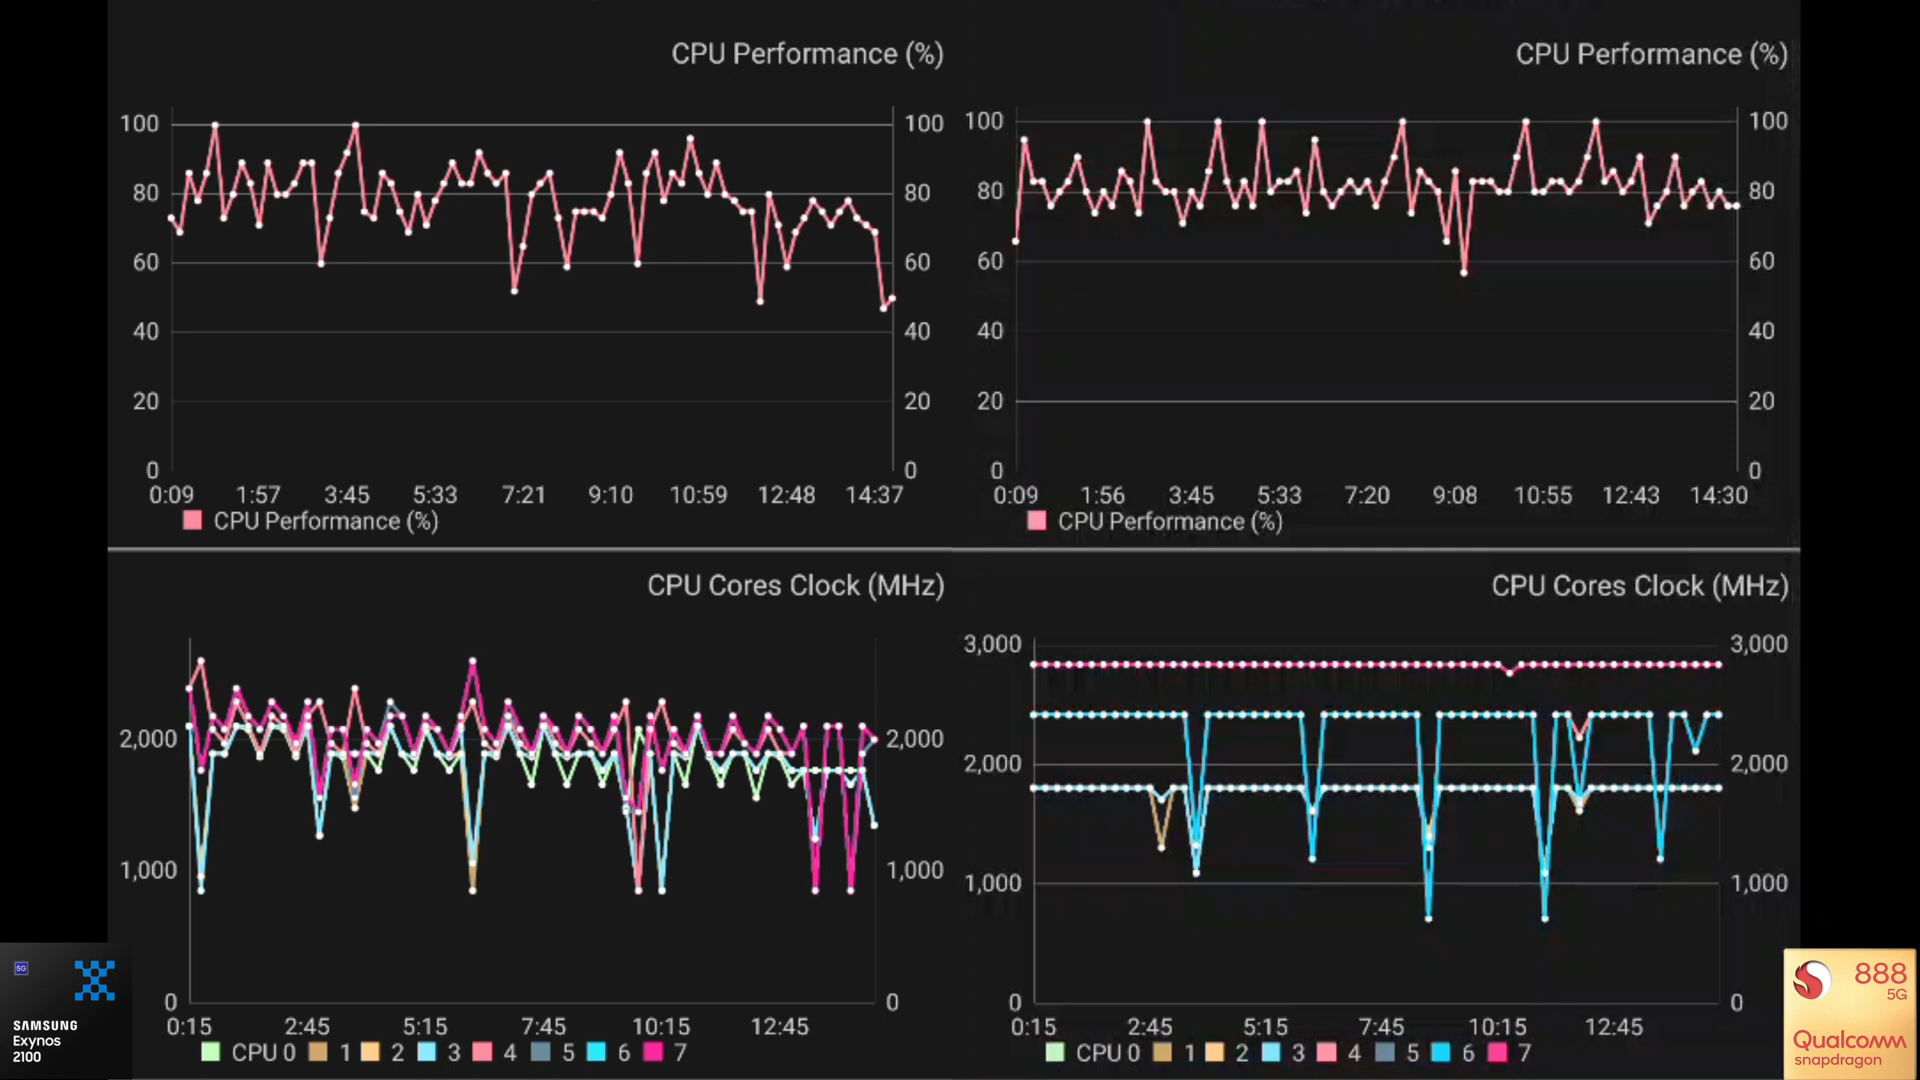 CPU Performance (%)
100 100
80 80
60 60
40 40
20 20
0 0
0:09 1:57 3:45 5:33 7:21 9:10 10:59 12:48 14:37
CPU Performance (%)
CPU Performance (%)
100 100
80 80
60 60
40 40
20 20
0 0
0:09 1:56 3:45 5:33 7:20 9:08 10:55 12:43 14:30
CPU Performance (%)
CPU Cores Clock (MHz)
2,000 2,000
1,000 1,000
0 0
0:15 2:45 5:15 7:45 10:15 12:45
CPU 0 1 2 3 4 5 6 7
CPU Cores Clock (MHz)
3,000 3,000
2,000 2,000
1,000 1,000
0 0
0:15 2:45 5:15 7:45 10:15 12:45
CPU 0 1 2 3 4 5 6 7
5G
SAMSUNG
Exynos
2100
888
5G
Qualcomm
snapdragon